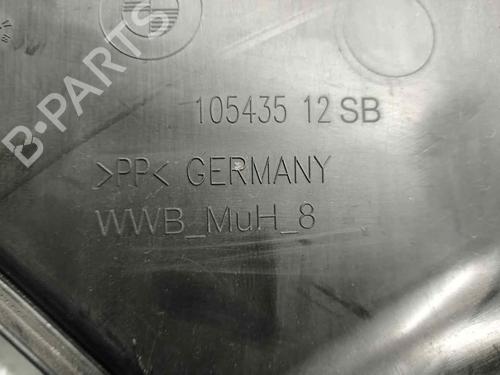 105435 12 SB
>PP< GERMANY
WWB_MuH_8
B-PARTS